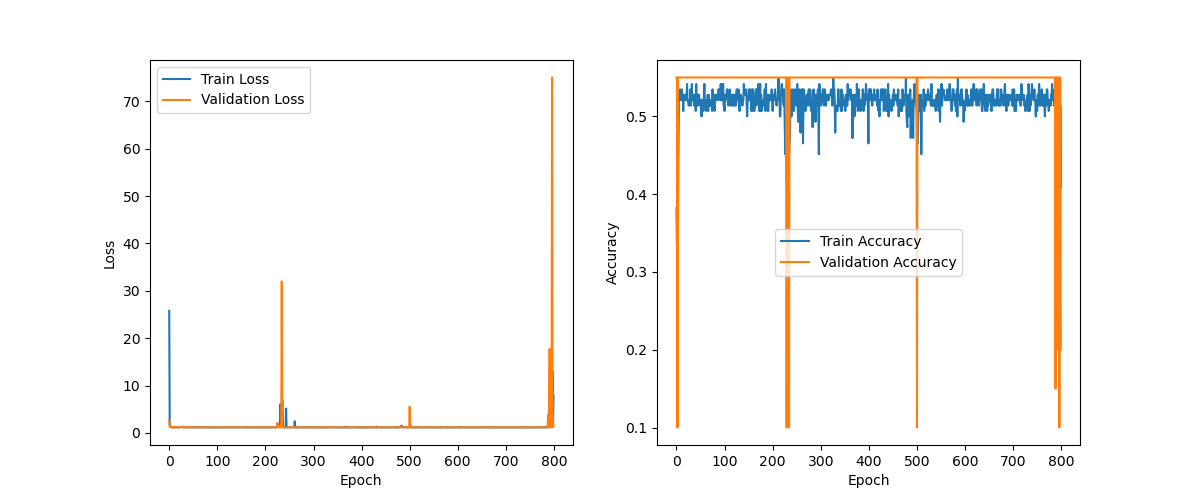 Train Loss
Validation Loss
70
60
50
40
30
20
10
0
Loss
0 100 200 300 400 500 600 700 800
Epoch
0.5
0.4
0.3
0.2
0.1
Accuracy
Train Accuracy
Validation Accuracy
0 100 200 300 400 500 600 700 800
Epoch